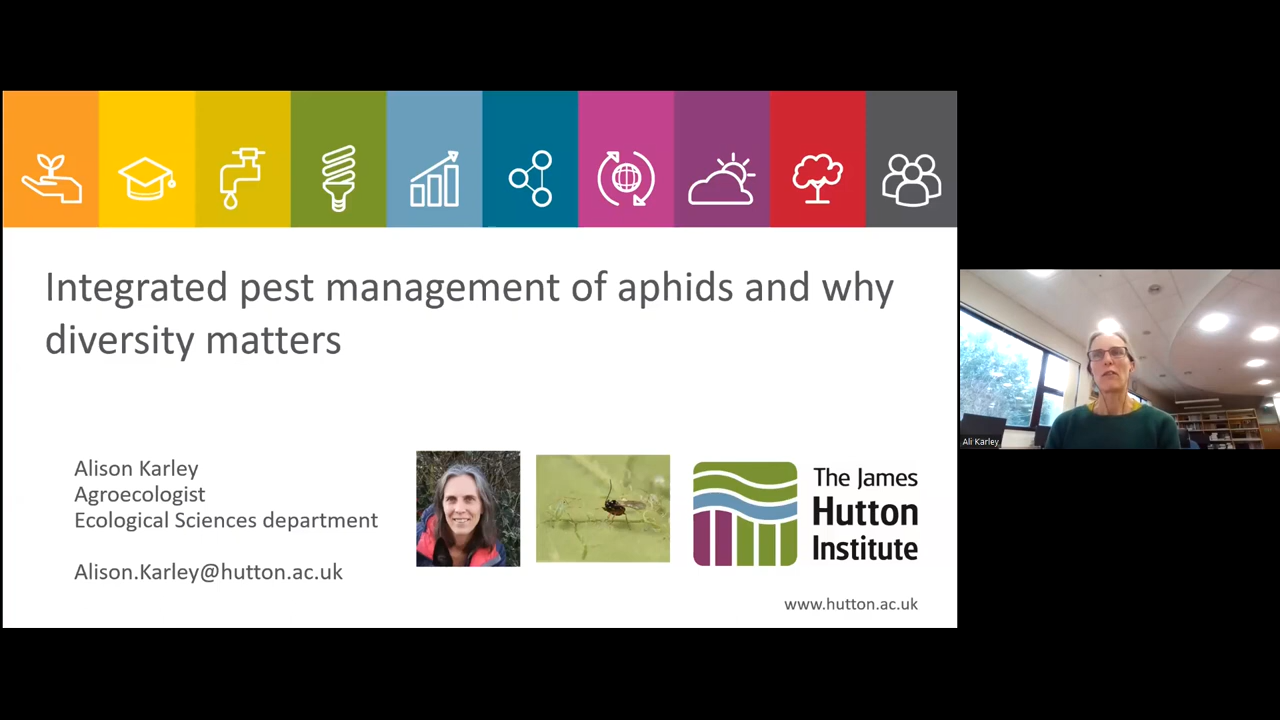 Integrated pest management of aphids and why
diversity matters
Alison Karley
Agroecologist
Ecological Sciences department
Alison.Karley@hutton.ac.uk
The James
Hutton
Institute
www.hutton.ac.uk
Ali Karley